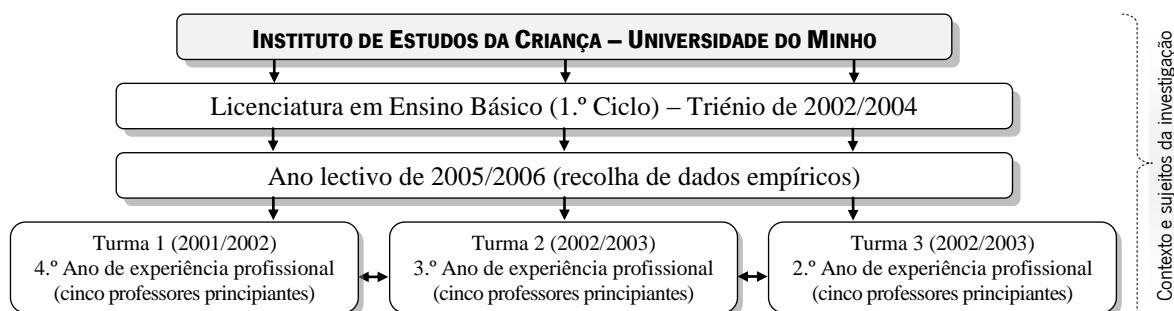 INSTITUTO DE ESTUDOS DA CRIANÇA – UNIVERSIDADE DO MINHO
Licenciatura em Ensino Básico (1.º Ciclo) – Triénio de 2002/2004
Ano lectivo de 2005/2006 (recolha de dados empíricos)
Turma 1 (2001/2002)
4.º Ano de experiência profissional
(cinco professores principiantes)
Turma 2 (2002/2003)
3.º Ano de experiência profissional
(cinco professores principiantes)
Turma 3 (2002/2003)
2.º Ano de experiência profissional
(cinco professores principiantes)
Contexto e sujeitos da investigação